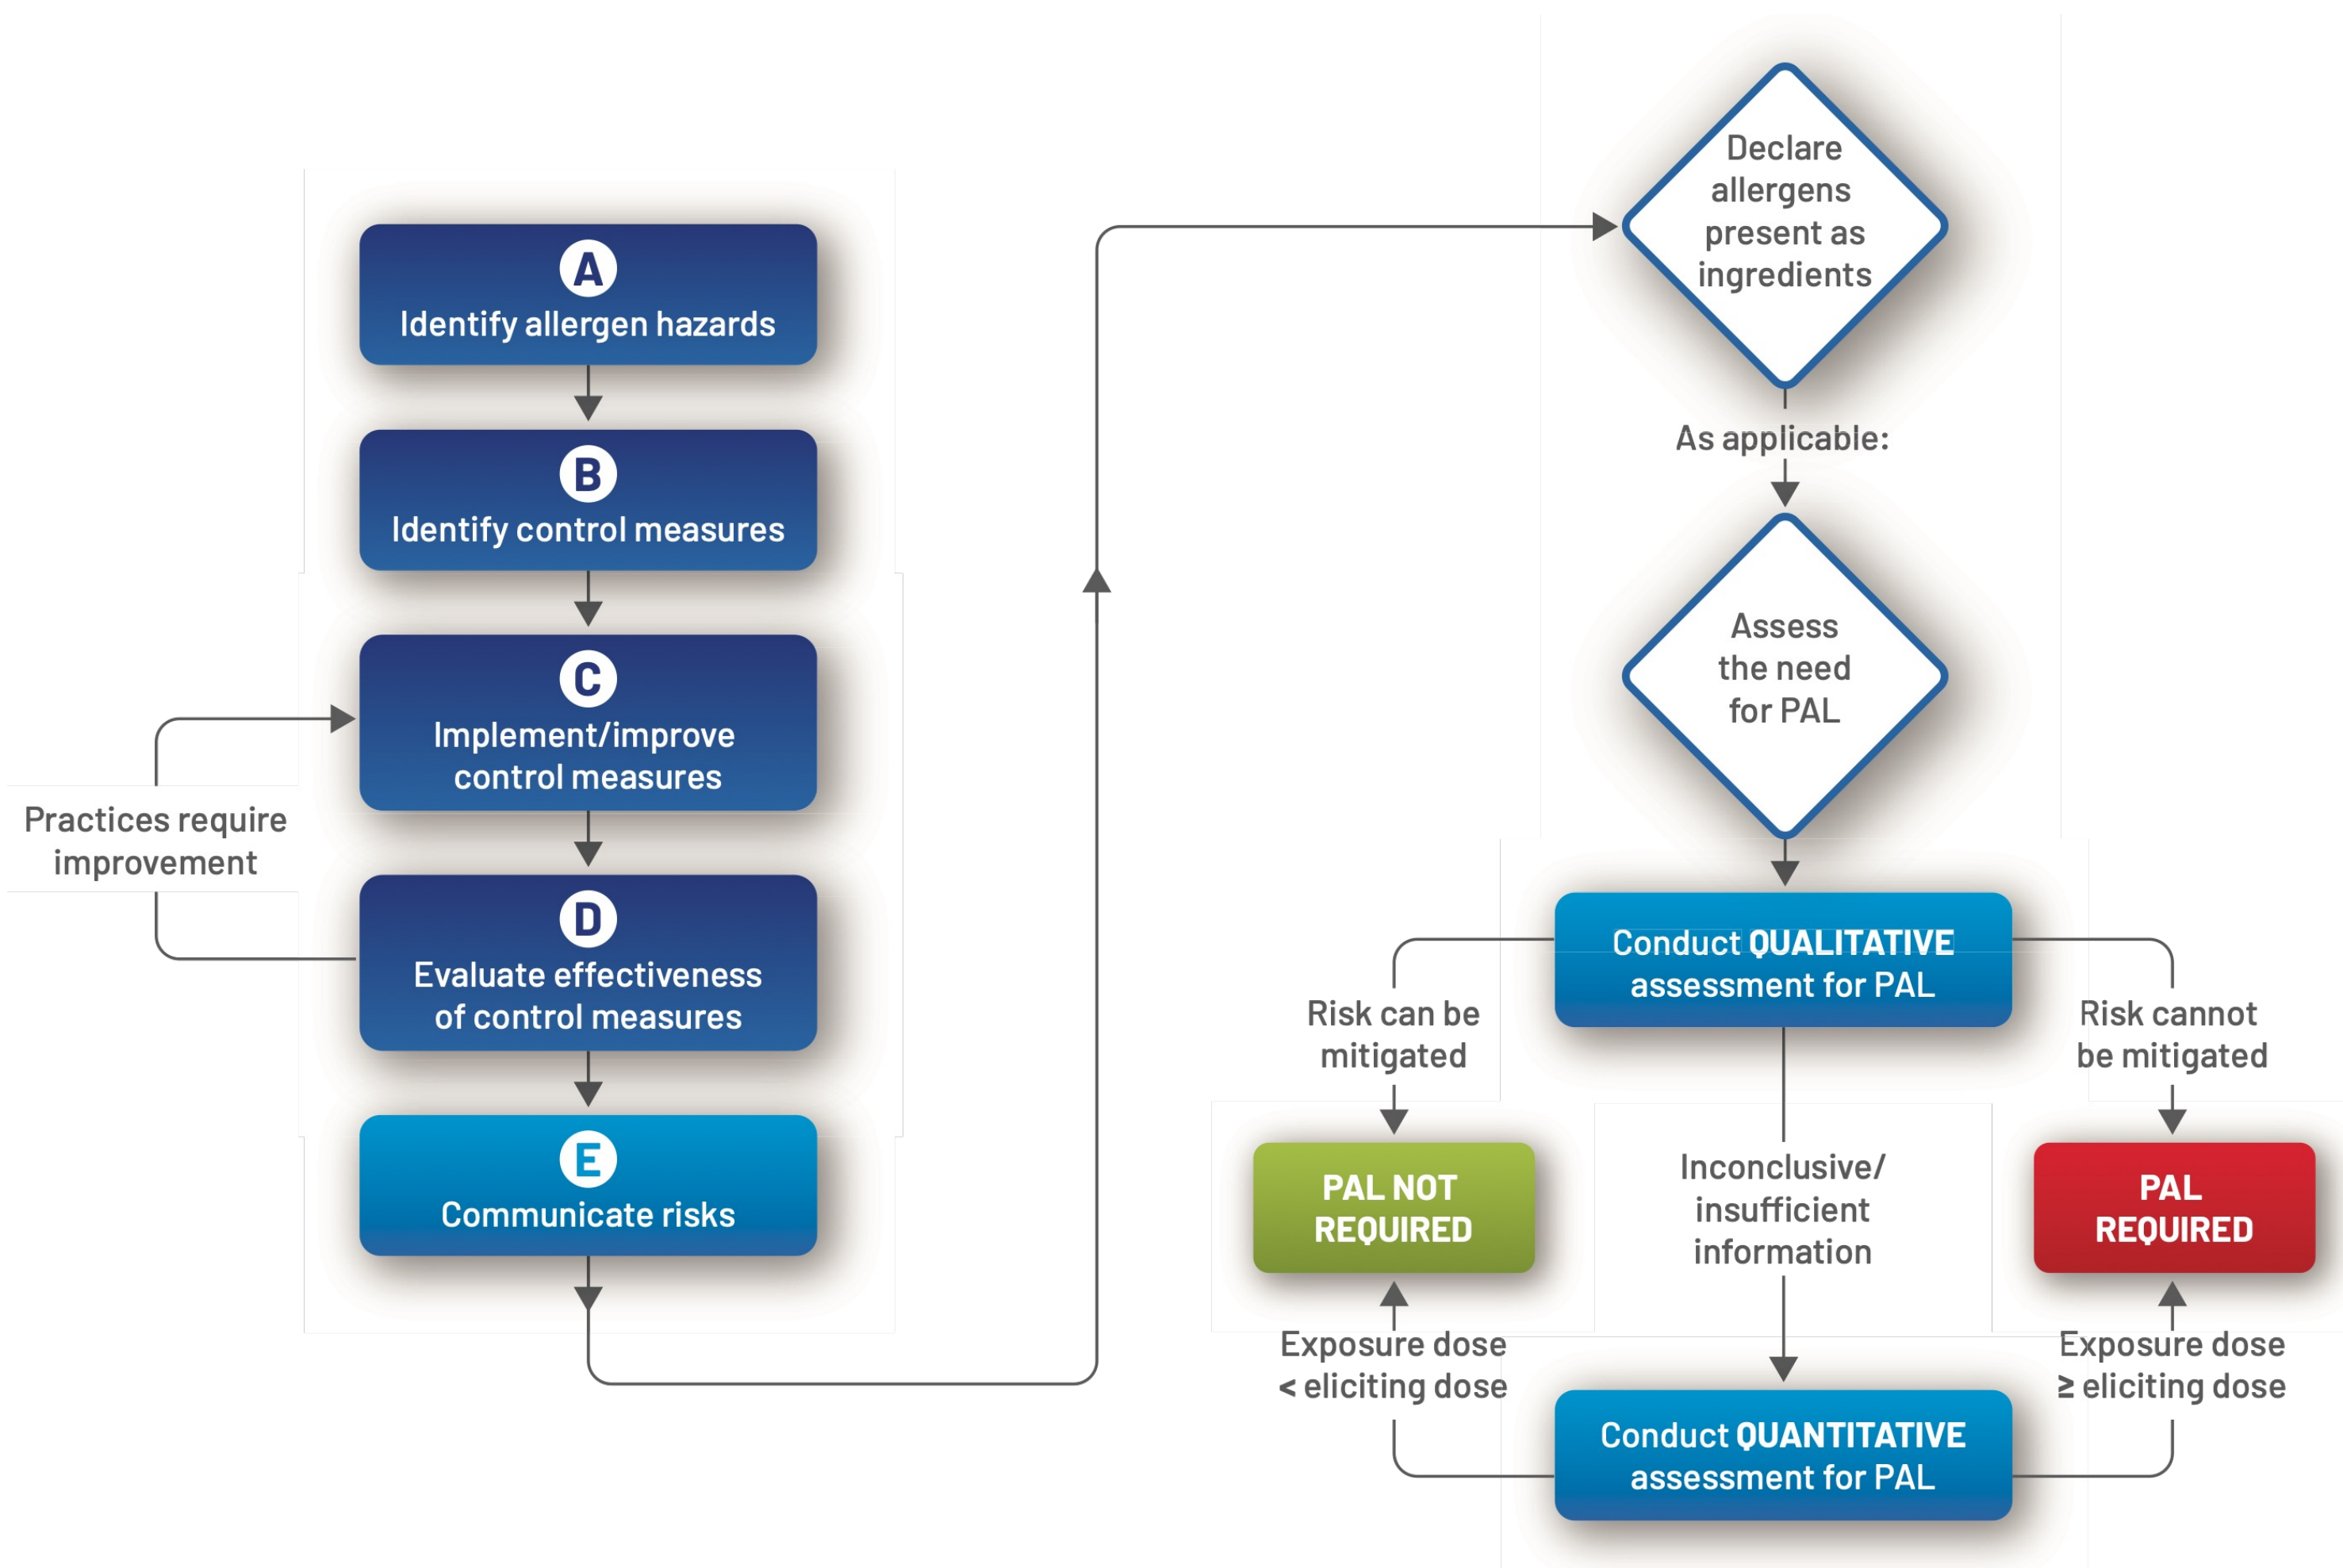 A
Identify allergen hazards
B
Identify control measures
C
Implement/improve
control measures
Practices require
improvement
D
Evaluate effectiveness
of control measures
E
Communicate risks
Declare
allergens
present as
ingredients
As applicable:
Assess
the need
for PAL
Conduct QUALITATIVE
assessment for PAL
Risk can be
mitigated
Risk cannot
be mitigated
PAL NOT
REQUIRED
Inconclusive/
insufficient
information
PAL
REQUIRED
Exposure dose
< eliciting dose
Exposure dose
≥ eliciting dose
Conduct QUANTITATIVE
assessment for PAL